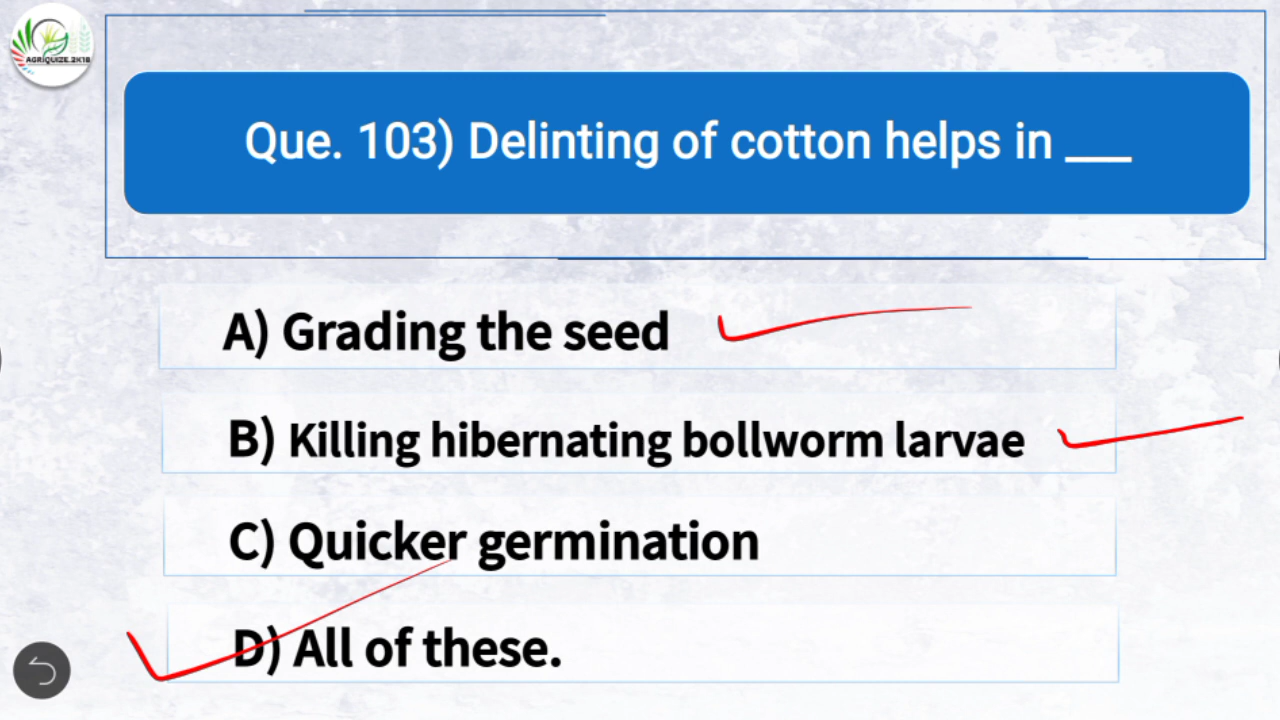 AGRIQUIZE.2K18
Que. 103) Delinting of cotton helps in ___
A) Grading the seed
B) Killing hibernating bollworm larvae
C) Quicker germination
D) All of these.